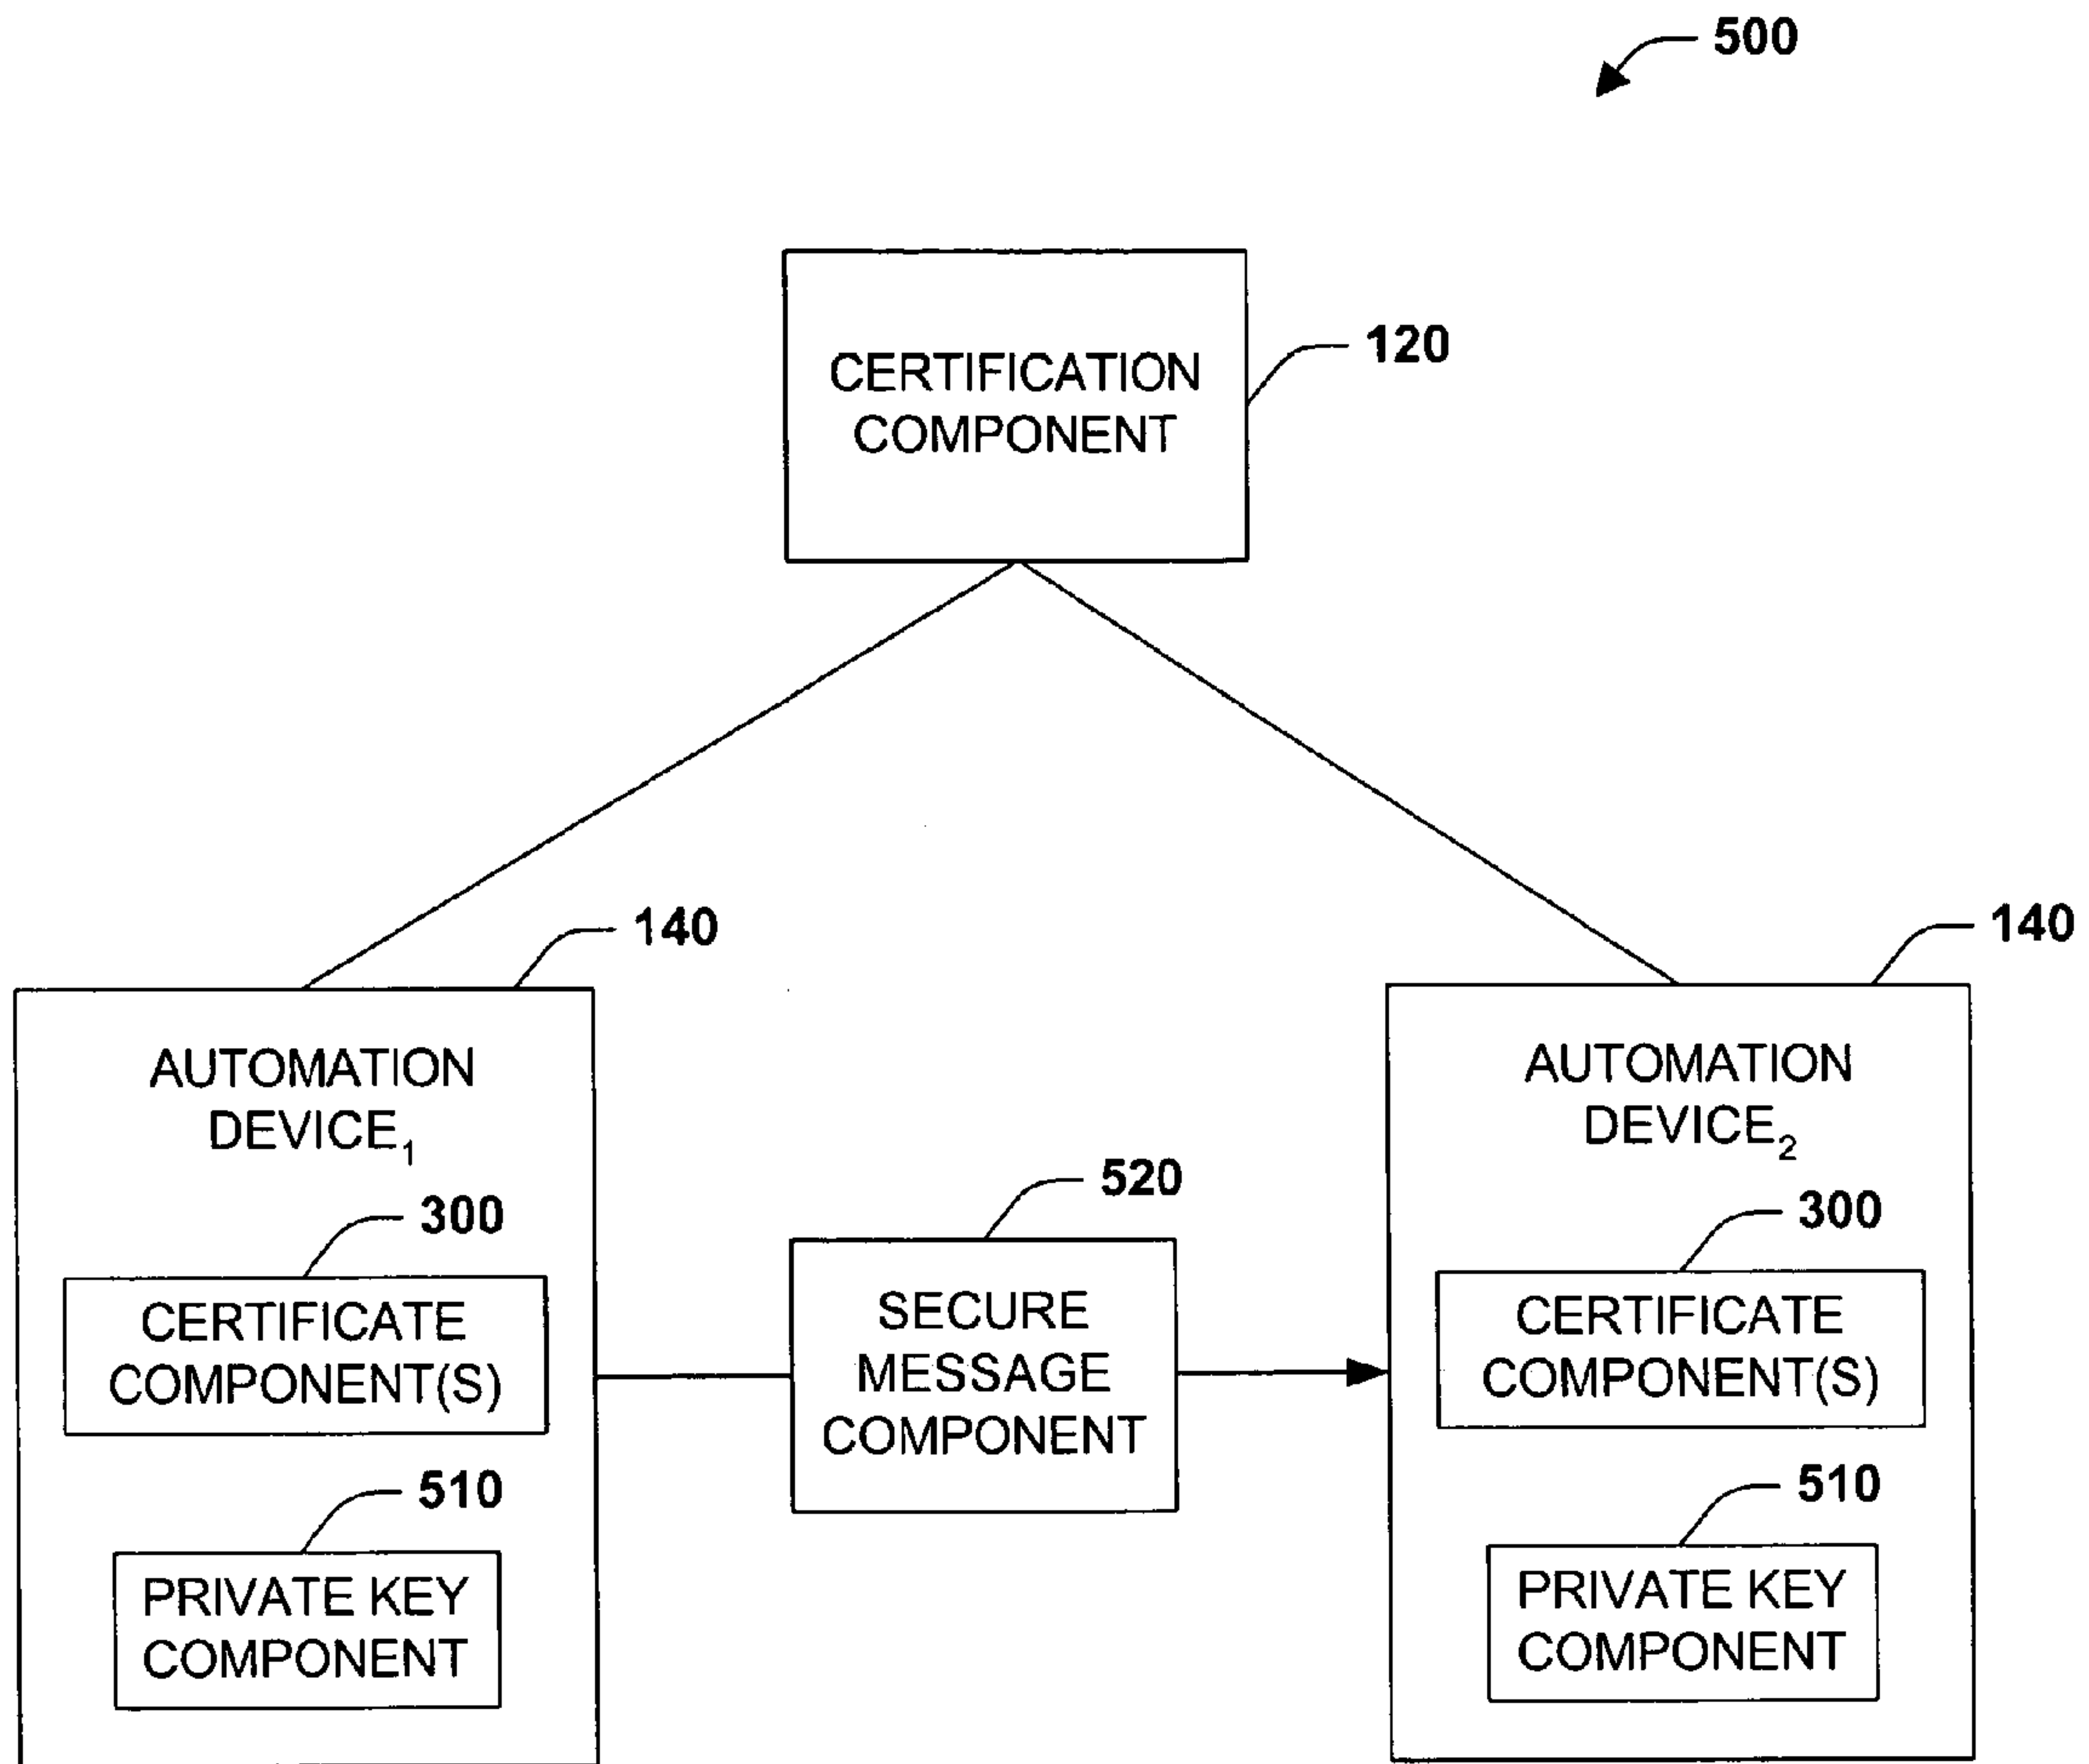 500
CERTIFICATION
COMPONENT
120
140
AUTOMATION
DEVICE1
300
CERTIFICATE
COMPONENT(S)
510
PRIVATE KEY
COMPONENT
520
SECURE
MESSAGE
COMPONENT
140
AUTOMATION
DEVICE2
300
CERTIFICATE
COMPONENT(S)
510
PRIVATE KEY
COMPONENT